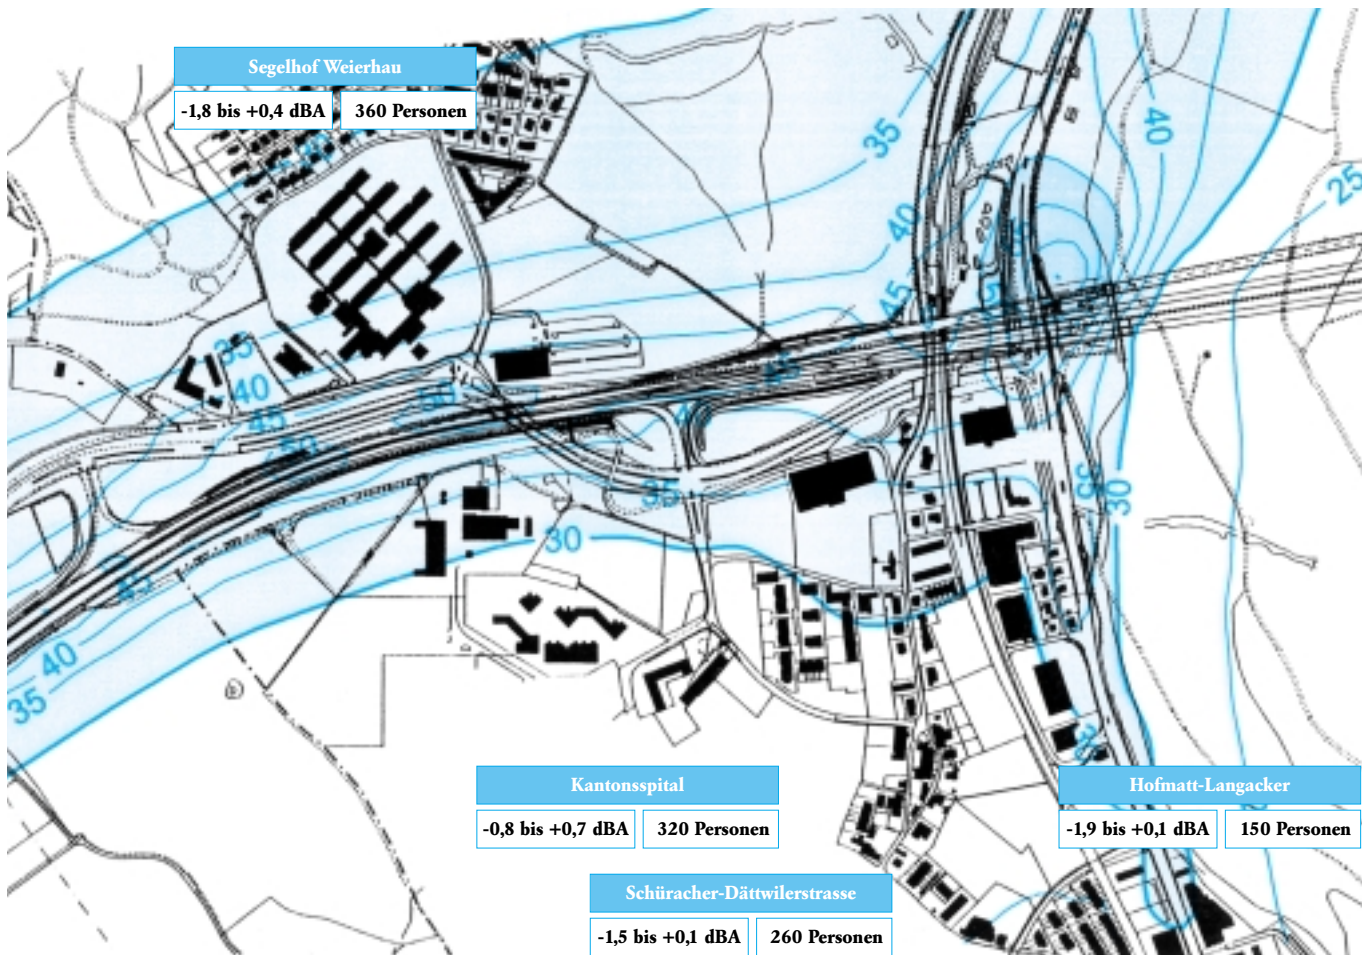 Segelhof Weierhau
-1,8 bis +0,4 dBA 360 Personen
35
40
40
45
25
35
40
45
50
50
45
35
30
35
30
45
40
35
Kantonsspital
-0,8 bis +0,7 dBA 320 Personen
Hofmatt-Langacker
-1,9 bis +0,1 dBA 150 Personen
Schüracher-Dättwilerstrasse
-1,5 bis +0,1 dBA 260 Personen